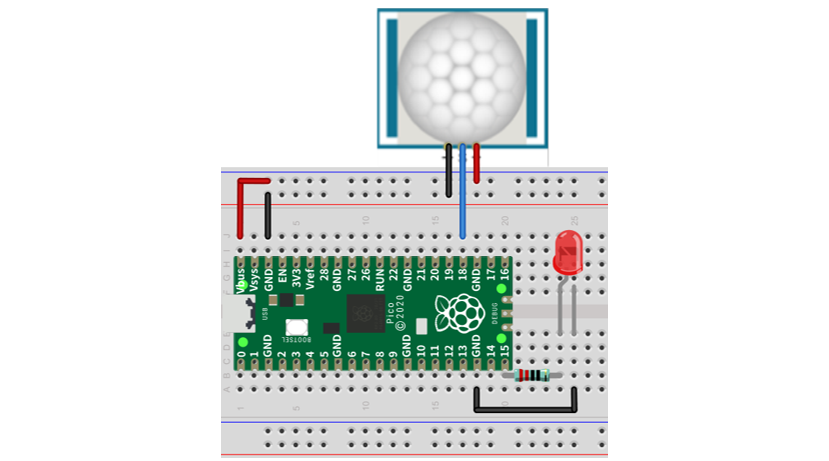 5 10 15 20 25
J
I
H
G
F
Vbus Vsys GND EN 3V3 Vref 28 GND 27 26 RUN 22 GND 21 20 19 18 GND 17 16
USB
BOOTSEL
Pico
©2020
DEBUG
0 1 GND 2 3 4 5 GND 6 7 8 9 GND 10 11 12 13 GND 14 15
E
D
C
B
A
1 5 10 15